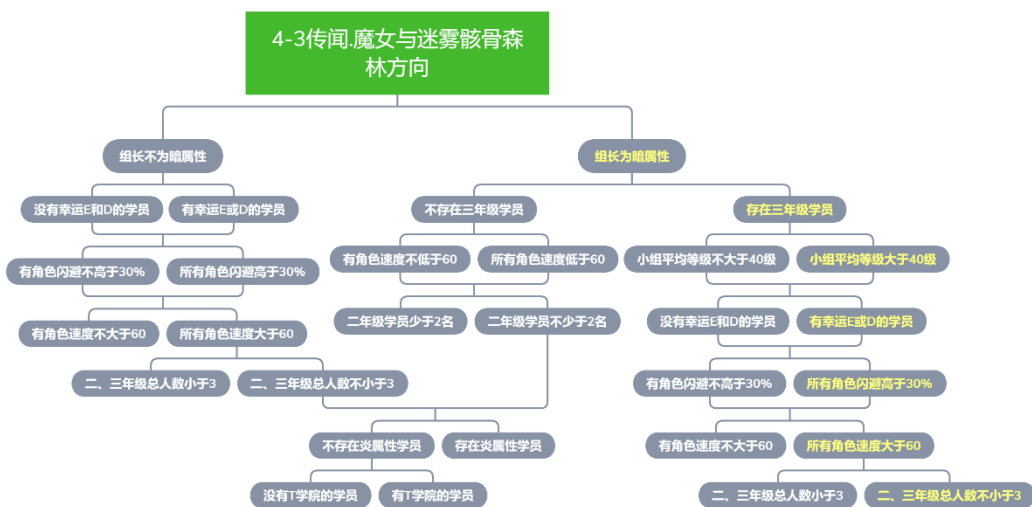 4-3传闻.魔女与迷雾骸骨森
林方向
组长不为暗属性
组长为暗属性
没有幸运E和D的学员
有幸运E或D的学员
不存在三年级学员
存在三年级学员
有角色闪避不高于30%
所有角色闪避高于30%
有角色速度不低于60
所有角色速度低于60
小组平均等级不大于40级
小组平均等级大于40级
有角色速度不大于60
所有角色速度大于60
二年级学员少于2名
二年级学员不少于2名
没有幸运E和D的学员
有幸运E或D的学员
二、三年级总人数小于3
二、三年级总人数不小于3
有角色闪避不高于30%
所有角色闪避高于30%
不存在炎属性学员
存在炎属性学员
有角色速度不大于60
所有角色速度大于60
没有T学院的学员
有T学院的学员
二、三年级总人数小于3
二、三年级总人数不小于3